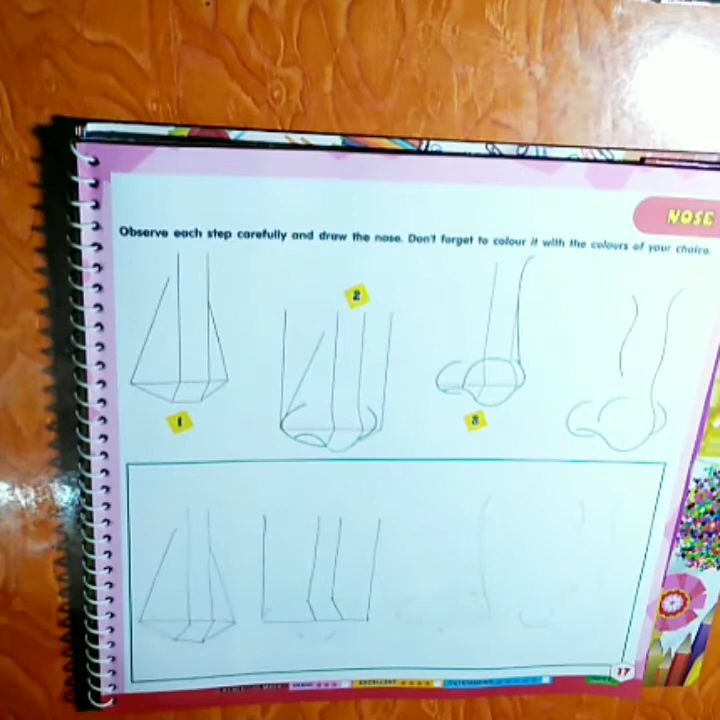 NOSE
Observe each step carefully and draw the nose. Don't forget to colour it with the colours of your choice.
2
1
3
17
EXCELLENT